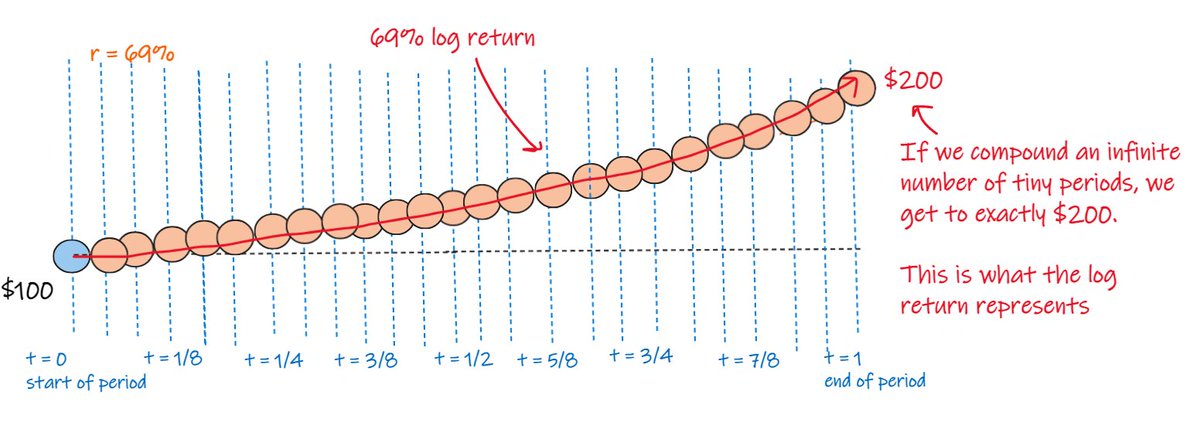 r = 69%
69% log return
$200
If we compound an infinite
number of tiny periods, we
get to exactly $200.
This is what the log
return represents
$100
t = 0
t = 1/8
t = 1/4
t = 3/8
t = 1/2
t = 5/8
t = 3/4
t = 7/8
t = 1
start of period
end of period